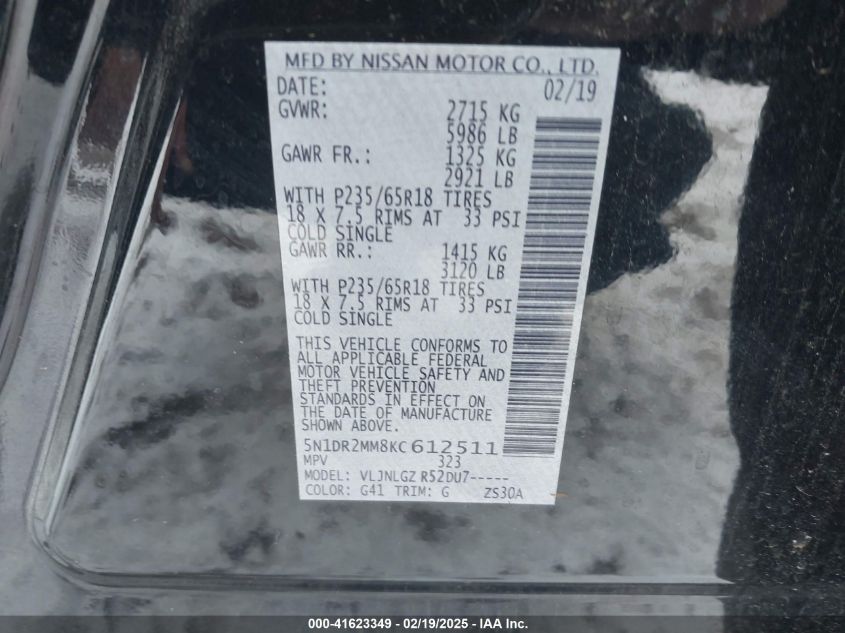 MFD BY NISSAN MOTOR CO., LTD.
DATE: 02/19
GVWR: 2715 KG
5986 LB
GAWR FR.: 1325 KG
2921 LB
WITH P235/65R18 TIRES
18 X 7.5 RIMS AT 33 PSI
COLD SINGLE
GAWR RR.: 1415 KG
3120 LB
WITH P235/65R18 TIRES
18 X 7.5 RIMS AT 33 PSI
COLD SINGLE
THIS VEHICLE CONFORMS TO
ALL APPLICABLE FEDERAL
MOTOR VEHICLE SAFETY AND
THEFT PREVENTION
STANDARDS IN EFFECT ON
THE DATE OF MANUFACTURE
SHOWN ABOVE.
5N1DR2MM8KC612511
MPV 323
MODEL: VLJNLGZ R52DU7-----
COLOR: G41 TRIM: G ZS30A
000-41623349 - 02/19/2025 - IAA Inc.